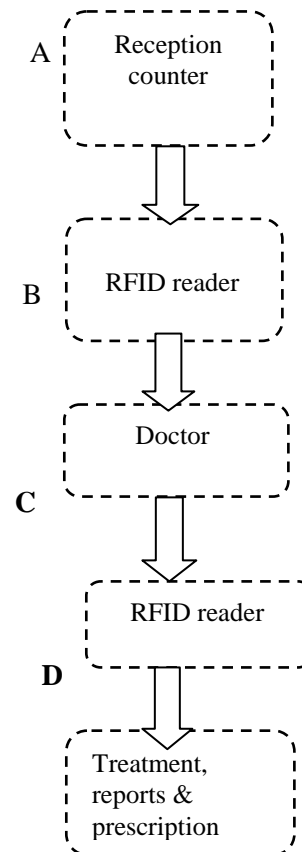 A
Reception
counter
B
RFID reader
Doctor
C
RFID reader
D
Treatment,
reports &
prescription